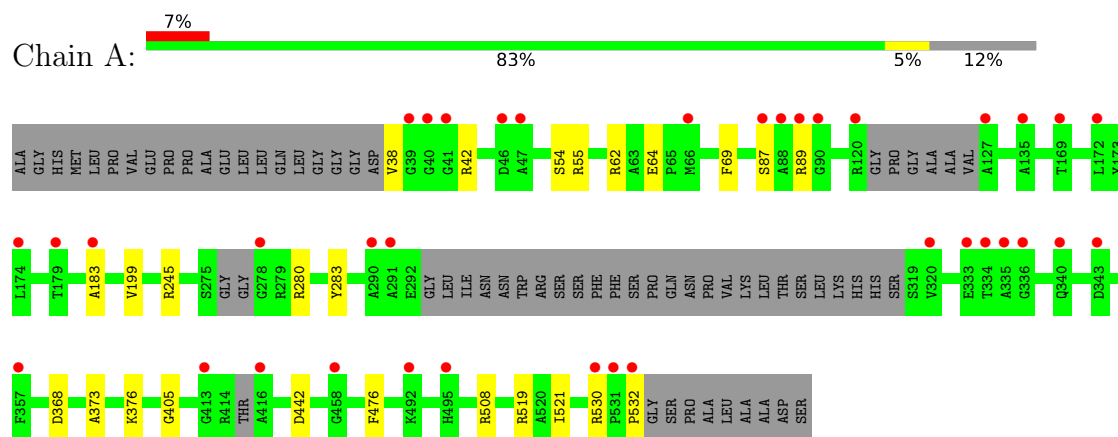 7%
Chain A:
83% 5% 12%
ALA GLY HIS MET LEU PRO VAL GLU PRO PRO ALA GLU LEU LEU GLN LEU GLY GLY GLY ASP V38 G39 G40 G41 R42 D46 A47 S54 R55 R62 A63 E64 P65 M66 F69 S87 A88 R89 G90 R120 GLY PRO GLY ALA ALA VAL A127 A135 T169 L172 Y173
L174 T179 A183 V199 R245 S275 GLY GLY G278 R279 R280 Y283 A290 A291 E292 GLY LEU ILE ASN ASN TRP ARG SER SER PHE PHE SER PRO GLN ASN PRO VAL LYS LEU THR SER LEU LYS HIS HIS SER S319 V320 E333 T334 A335 G336 Q340 D343
F357 D368 A373 K376 G405 G413 R414 THR A416 D442 G458 F476 K492 H495 R508 R519 A520 I521 R530 P531 P532 GLY SER PRO ALA LEU ALA ALA ASP SER